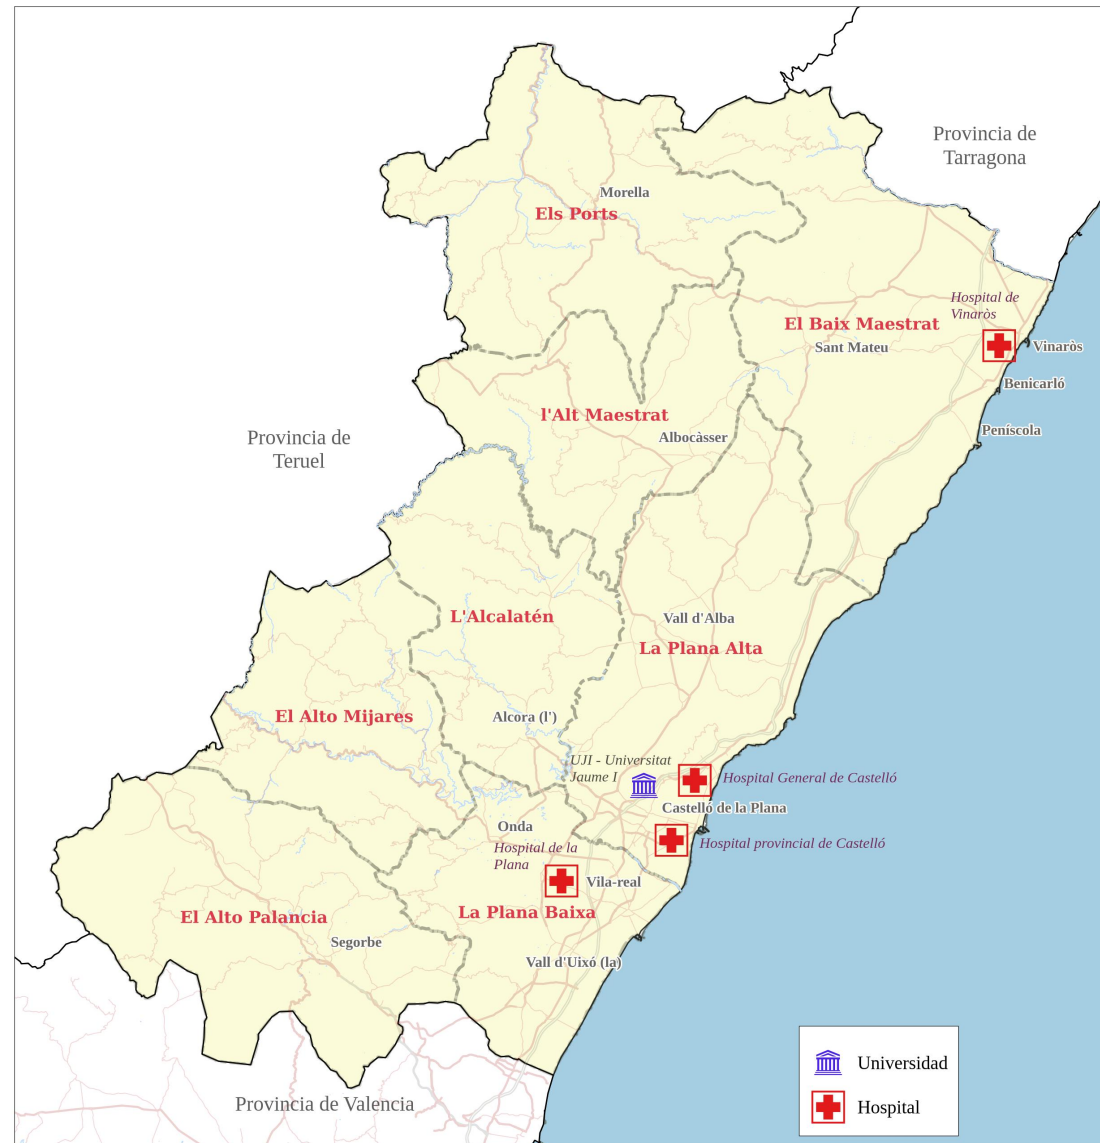 Provincia de
Tarragona
Morella
Els Ports
Hospital de
Vinaròs
El Baix Maestrat
Sant Mateu
Vinaròs
Benicarló
l'Alt Maestrat
Peníscola
Albocàsser
Provincia de
Teruel
L'Alcalatén
Vall d'Alba
La Plana Alta
El Alto Mijares
Alcora (l')
UJI - Universitat
Jaume I
Hospital General de Castelló
Castelló de la Plana
Onda
Hospital provincial de Castelló
Hospital de la
Plana
Vila-real
La Plana Baixa
El Alto Palancia
Segorbe
Vall d'Uixó (la)
Universidad
Provincia de Valencia
Hospital